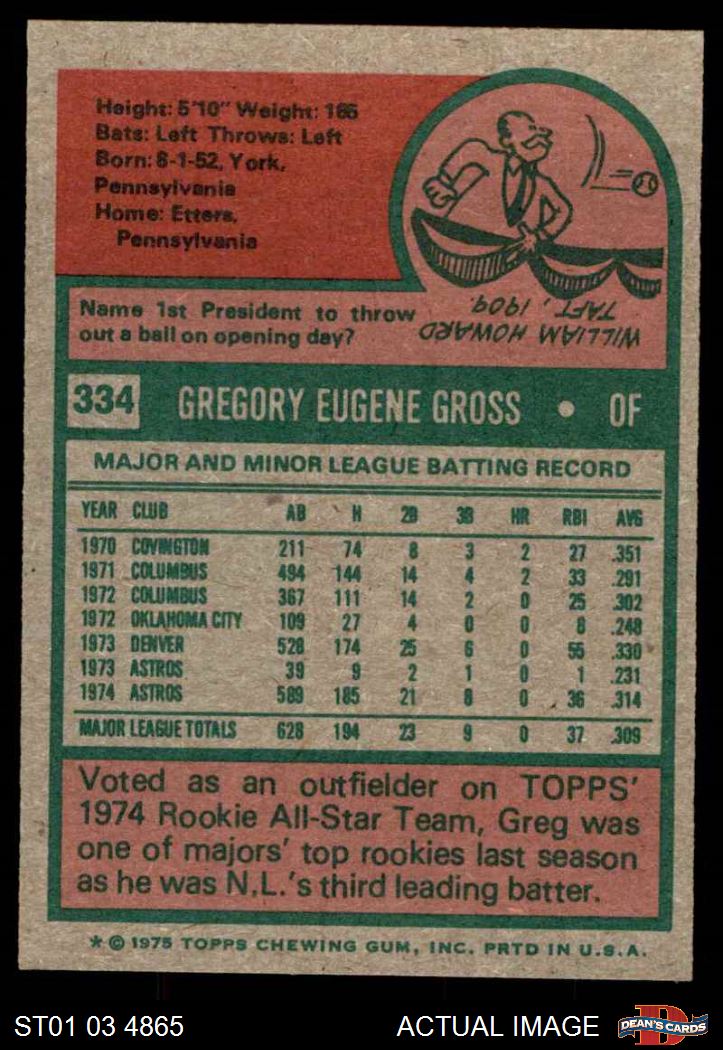 Height: 5'10" Weight: 165
Bats: Left Throws: Left
Born: 8-1-52, York,
Pennsylvania
Home: Etters,
Pennsylvania
Name 1st President to throw
out a ball on opening day?
WILLIAM HOWARD
TAFT, 1909.
334 GREGORY EUGENE GROSS • OF
MAJOR AND MINOR LEAGUE BATTING RECORD
YEAR CLUB AB H 2B 3B HR RBI AVG
1970 COVINGTON 211 74 8 3 2 27 .351
1971 COLUMBUS 494 144 14 4 2 33 .291
1972 COLUMBUS 367 111 14 2 0 25 .302
1972 OKLAHOMA CITY 109 27 4 0 0 8 .248
1973 DENVER 528 174 25 6 0 55 .330
1973 ASTROS 39 9 2 1 0 1 .231
1974 ASTROS 589 185 21 8 0 36 .314
MAJOR LEAGUE TOTALS 628 194 23 9 0 37 .309
Voted as an outfielder on TOPPS'
1974 Rookie All-Star Team, Greg was
one of majors' top rookies last season
as he was N.L.'s third leading batter.
* © 1975 TOPPS CHEWING GUM, INC. PRTD IN U.S.A.
ST01 03 4865 ACTUAL IMAGE D DEAN'S CARDS